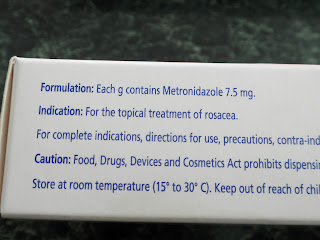 Formulation: Each g contains Metronidazole 7.5 mg.
Indication: For the topical treatment of rosacea.
For complete indications, directions for use, precautions, contra-ind
Caution: Food, Drugs, Devices and Cosmetics Act prohibits dispensin
Store at room temperature (15° to 30° C). Keep out of reach of chil